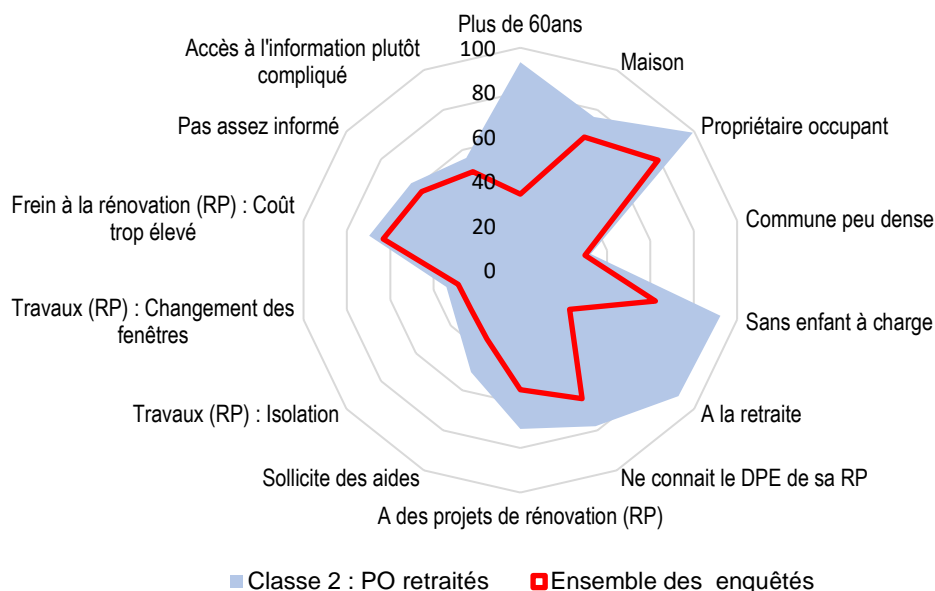 Plus de 60ans
100
80
60
40
20
0
Maison
Propriétaire occupant
Commune peu dense
Sans enfant à charge
A la retraite
Ne connait le DPE de sa RP
A des projets de rénovation (RP)
Sollicite des aides
Travaux (RP) : Isolation
Travaux (RP) : Changement des
fenêtres
Frein à la rénovation (RP) : Coût
trop élevé
Pas assez informé
Accès à l'information plutôt
compliqué
Classe 2 : PO retraités
Ensemble des enquêtés